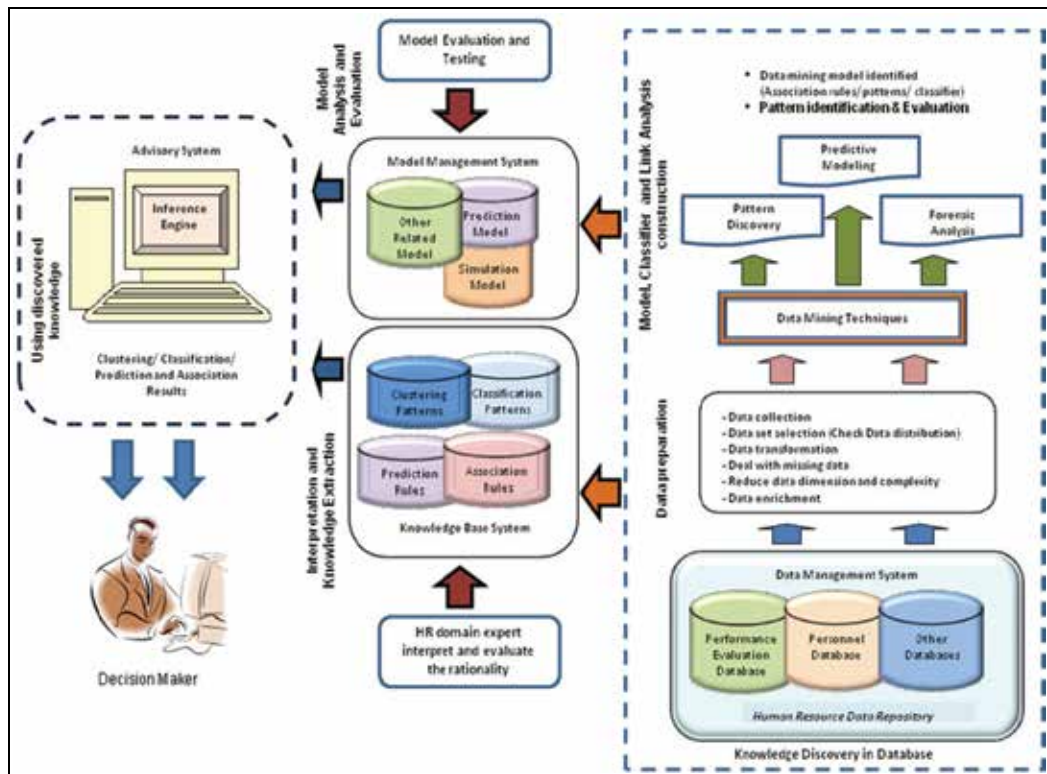 Model Evaluation and
Testing
Model
Analysis and
Evaluation
Using discovered
knowledge
Advisory System
Inference
Engine
Clustering/ Classification/
Prediction and Association
Results
Decision Maker
Model Management System
Other
Related
Model
Prediction
Model
Simulation
Model
Interpretation and
Knowledge Extraction
Clustering
Patterns
Classification
Patterns
Prediction
Rules
Association
Rules
Knowledge Base System
HR domain expert
interpret and evaluate
the rationality
Model, Classifier and Link Analysis
construction
• Data mining model identified
(Association rules/ patterns/ classifier)
• Pattern identification & Evaluation
Predictive
Modeling
Pattern
Discovery
Forensic
Analysis
Data Mining Techniques
Data preparation
- Data collection
- Data set selection (Check Data distribution)
- Data transformation
- Deal with missing data
- Reduce data dimension and complexity
- Data enrichment
Data Management System
Performance
Evaluation
Database
Personnel
Database
Other
Databases
Human Resource Data Repository
Knowledge Discovery in Database